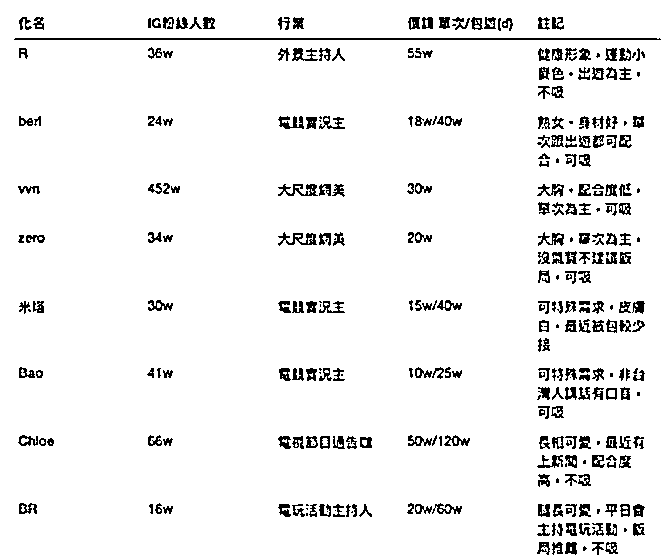 化名 IG粉絲人數 行業 價錢 單次/包遊(d) 註記
R 36w 外景主持人 55w 健康形象，運動小
麥色，出遊為主，
不吸
berl 24w 電競實況主 18w/40w 熟女，身材好，單
次跟出遊都可配
合，可吸
vvn 452w 大尺度網美 30w 大胸，配合度低，
單次為主，可吸
zero 34w 大尺度網美 20w 大胸，單次為主，
沒氣質不建議飯
局，可吸
米塔 30w 電競實況主 15w/40w 可特殊需求，皮膚
白，最近被包較少
接
Bao 41w 電競實況主 10w/25w 可特殊需求，非台
灣人講話有口音，
可吸
Chloe 66w 電視節目通告咖 50w/120w 長相可愛，最近有
上新聞，配合度
高，不吸
BR 16w 電玩活動主持人 20w/60w 腿長可愛，平日會
主持電玩活動，飯
局推薦，不吸